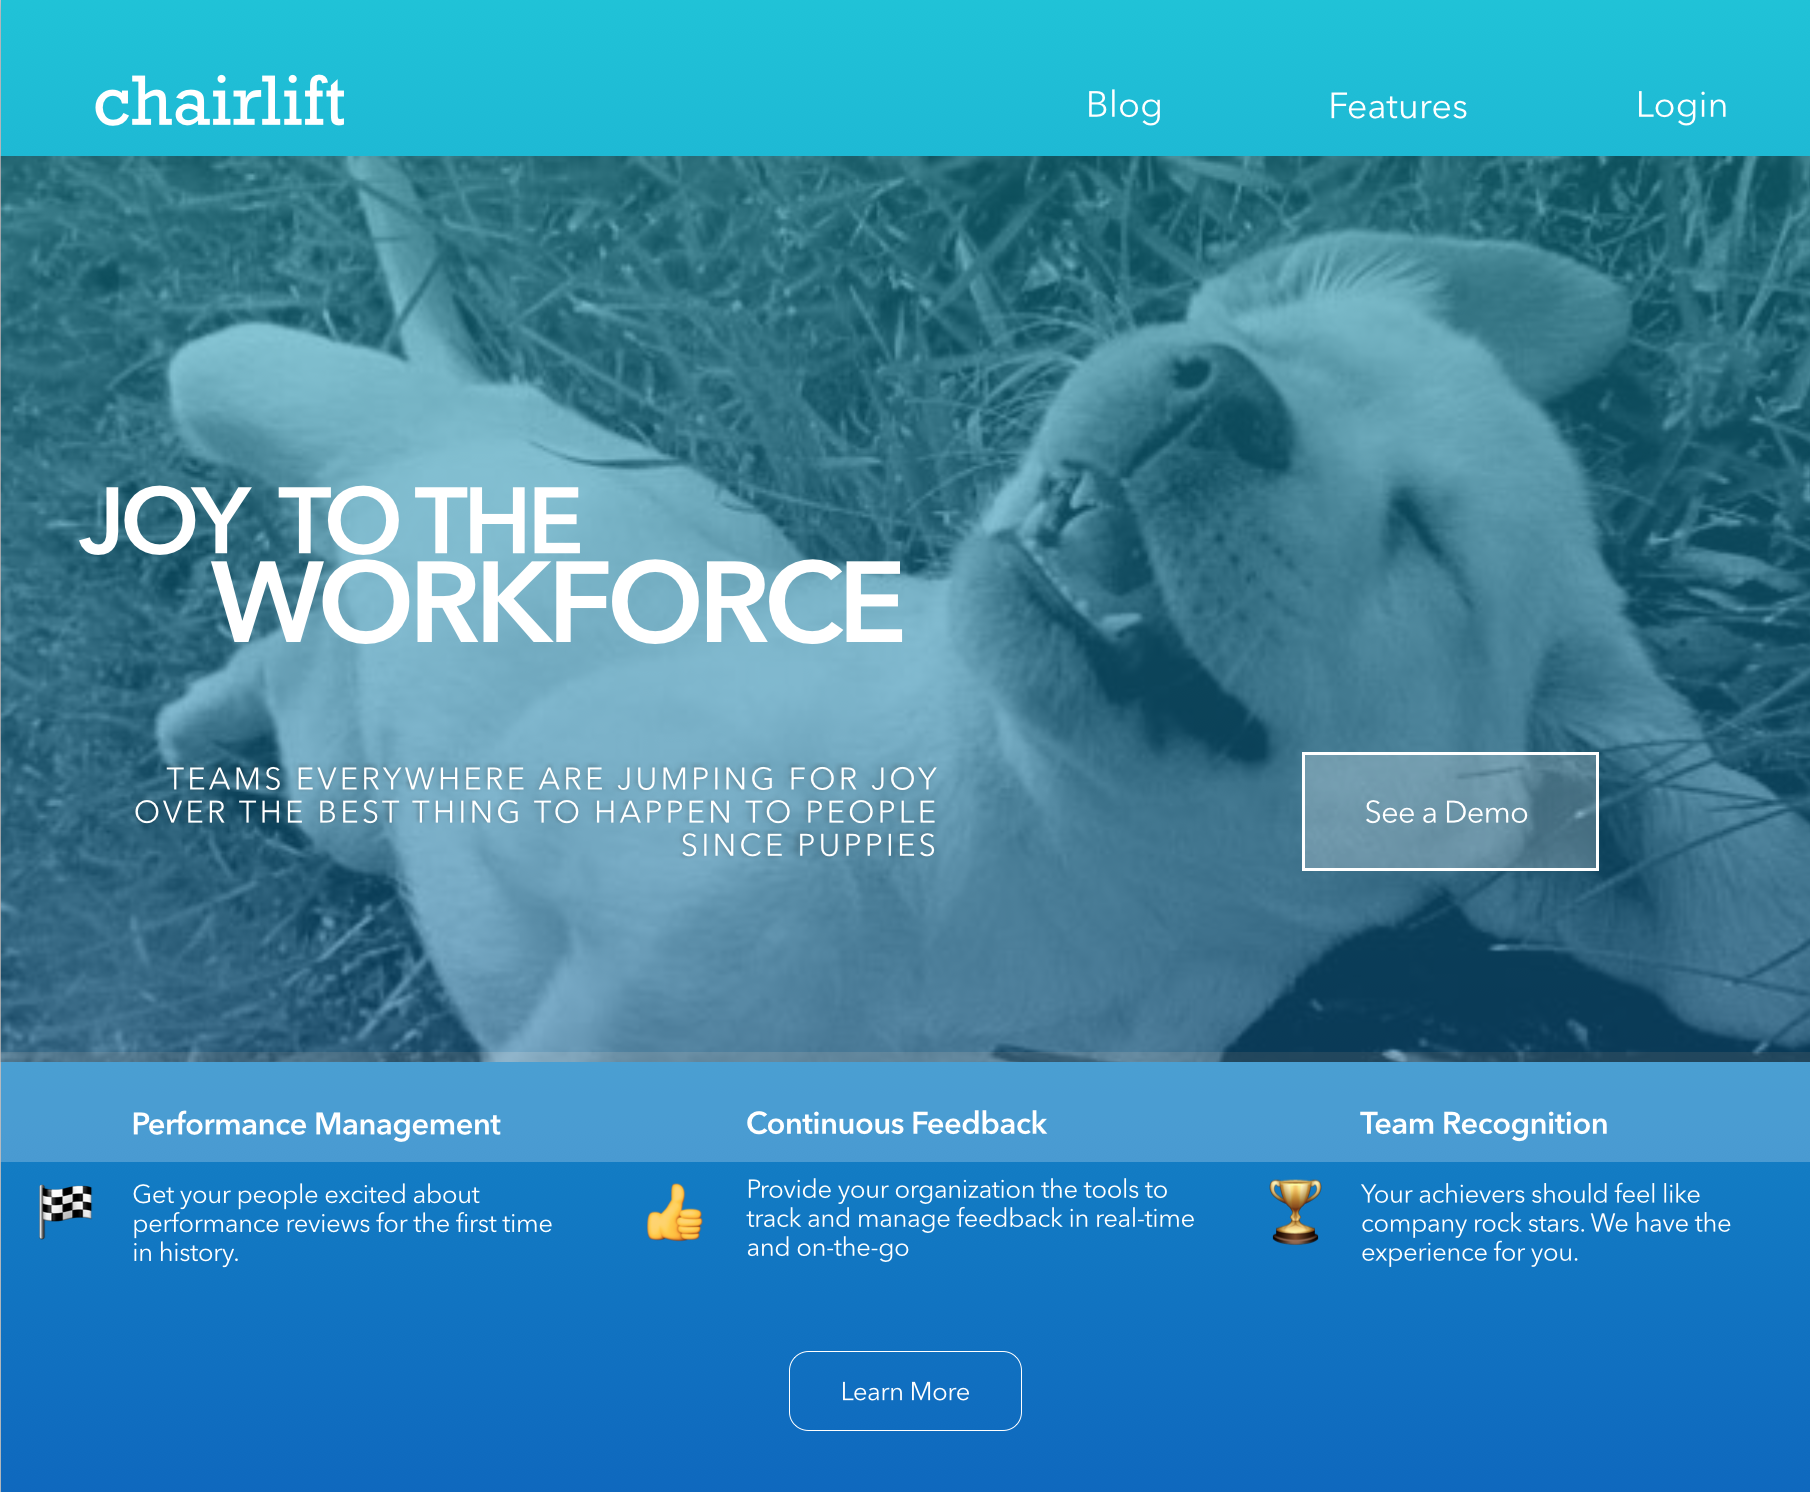 chairlift
Blog
Features
Login
JOY TO THE
WORKFORCE
TEAMS EVERYWHERE ARE JUMPING FOR JOY
OVER THE BEST THING TO HAPPEN TO PEOPLE
SINCE PUPPIES
See a Demo
Performance Management
Get your people excited about
performance reviews for the first time
in history.
Continuous Feedback
Provide your organization the tools to
track and manage feedback in real-time
and on-the-go
Team Recognition
Your achievers should feel like
company rock stars. We have the
experience for you.
Learn More